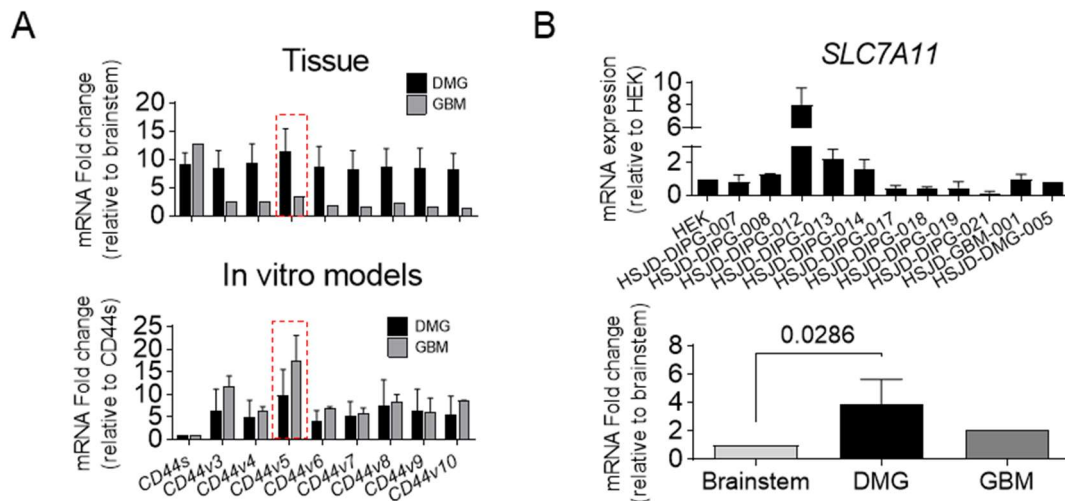 A
Tissue
DMG
GBM
mRNA Fold change
(relative to brainstem)
20
15
10
5
0
In vitro models
DMG
GBM
mRNA Fold change
(relative to CD44s)
25
20
15
10
5
0
CD44s
CD44v3
CD44v4
CD44v5
CD44v6
CD44v7
CD44v8
CD44v9
CD44v10
B
SLC7A11
mRNA expression
(relative to HEK)
10
8
6
4
2
0
HEK
HSJD-DIPG-007
HSJD-DIPG-008
HSJD-DIPG-012
HSJD-DIPG-013
HSJD-DIPG-014
HSJD-DIPG-017
HSJD-DIPG-018
HSJD-DIPG-019
HSJD-DIPG-021
HSJD-GBM-001
HSJD-DMG-005
mRNA Fold change
(relative to brainstem)
8
6
4
2
0
0.0286
Brainstem
DMG
GBM